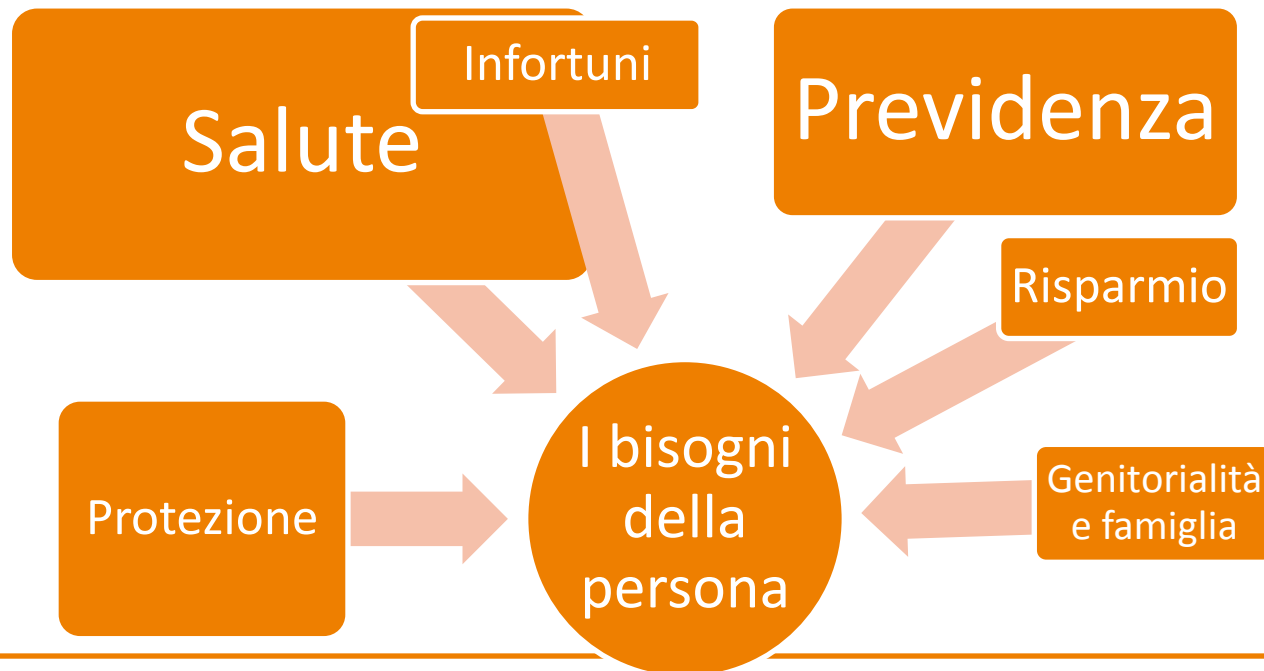 Infortuni
Salute
Previdenza
Risparmio
Protezione
I bisogni
della
persona
Genitorialità
e famiglia